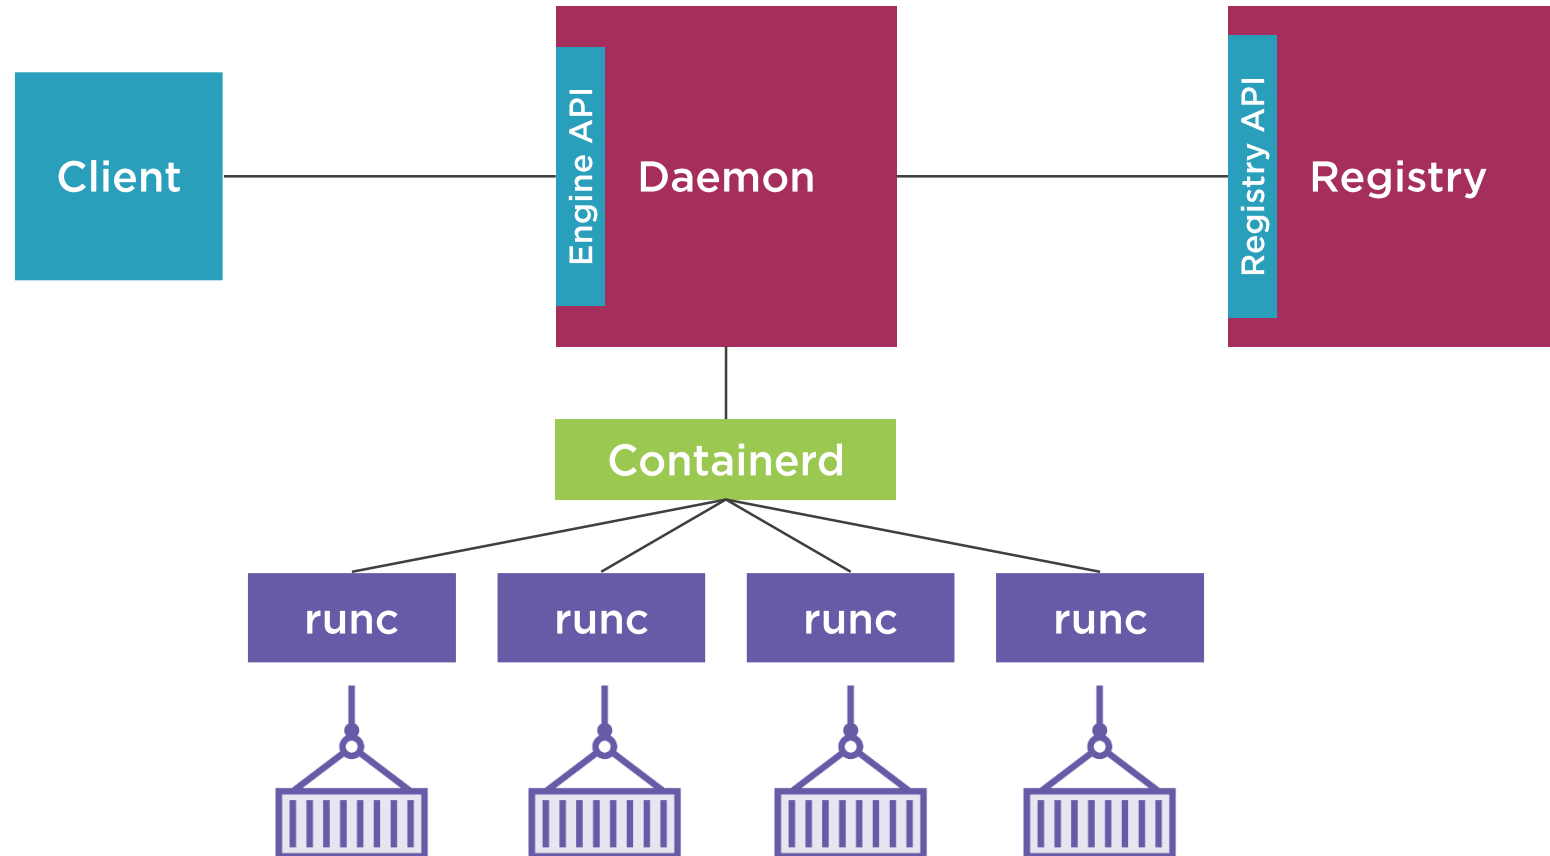 Client
Engine API
Daemon
Registry API
Registry
Containerd
runc
runc
runc
runc